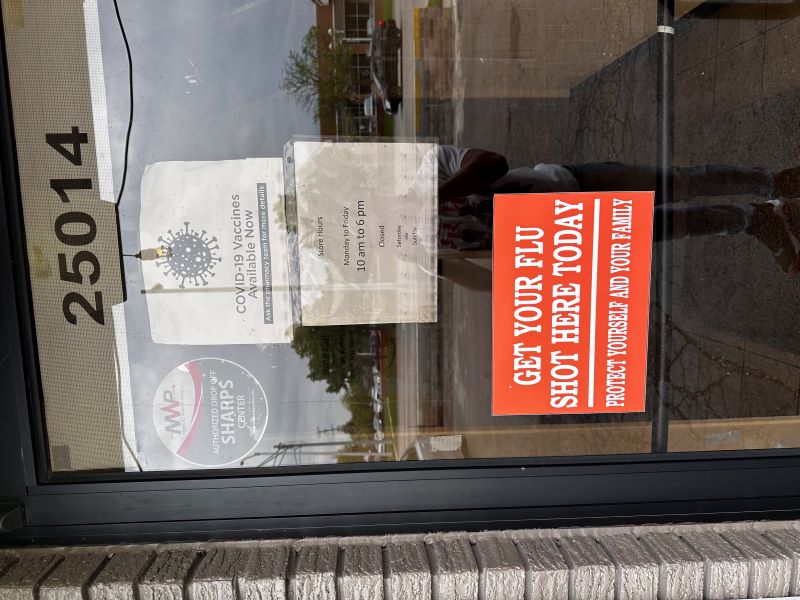 25014
COVID-19 Vaccines
Available Now
Ask the pharmacy team for more details
Store Hours
Monday to Friday
10 am to 6 pm
Closed
Saturday
Sunday
MWP
AUTHORIZED DROP OFF
SHARPS
CENTER
GET YOUR FLU
SHOT HERE TODAY
PROTECT YOURSELF AND YOUR FAMILY